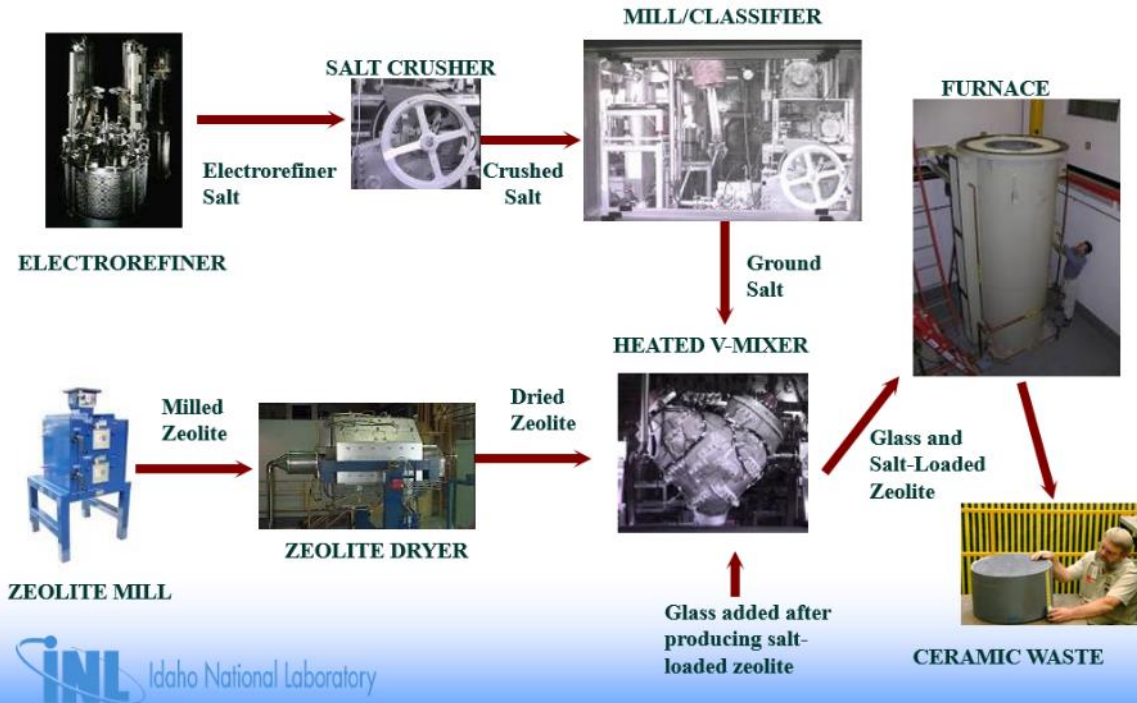 MILL/CLASSIFIER
SALT CRUSHER
FURNACE
Electrorefiner
Salt
Crushed
Salt
ELECTROREFINER
Ground
Salt
HEATED V-MIXER
Milled
Zeolite
Dried
Zeolite
Glass and
Salt-Loaded
Zeolite
ZEOLITE DRYER
ZEOLITE MILL
Glass added after
producing salt-
loaded zeolite
CERAMIC WASTE
INL Idaho National Laboratory